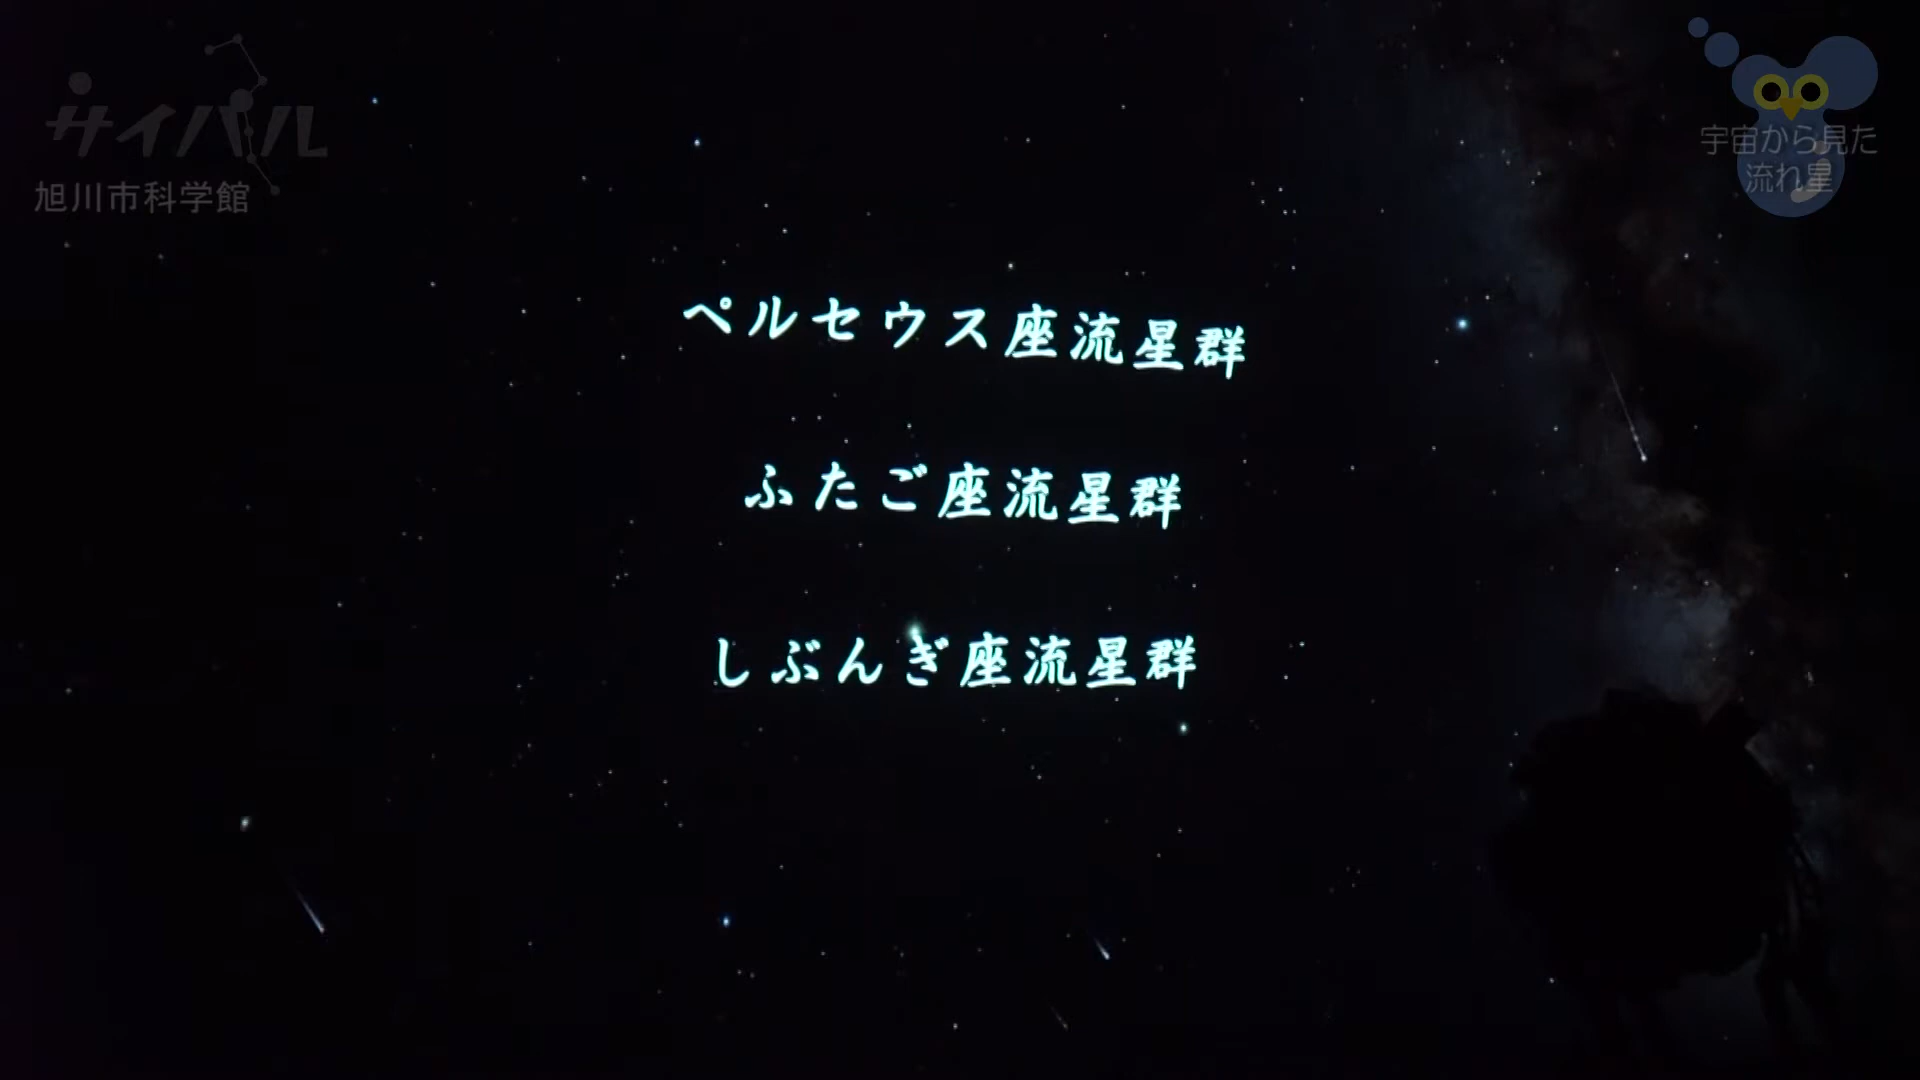 サイパル
旭川市科学館
宇宙から見た
流れ星
ペルセウス座流星群
ふたご座流星群
しぶんぎ座流星群